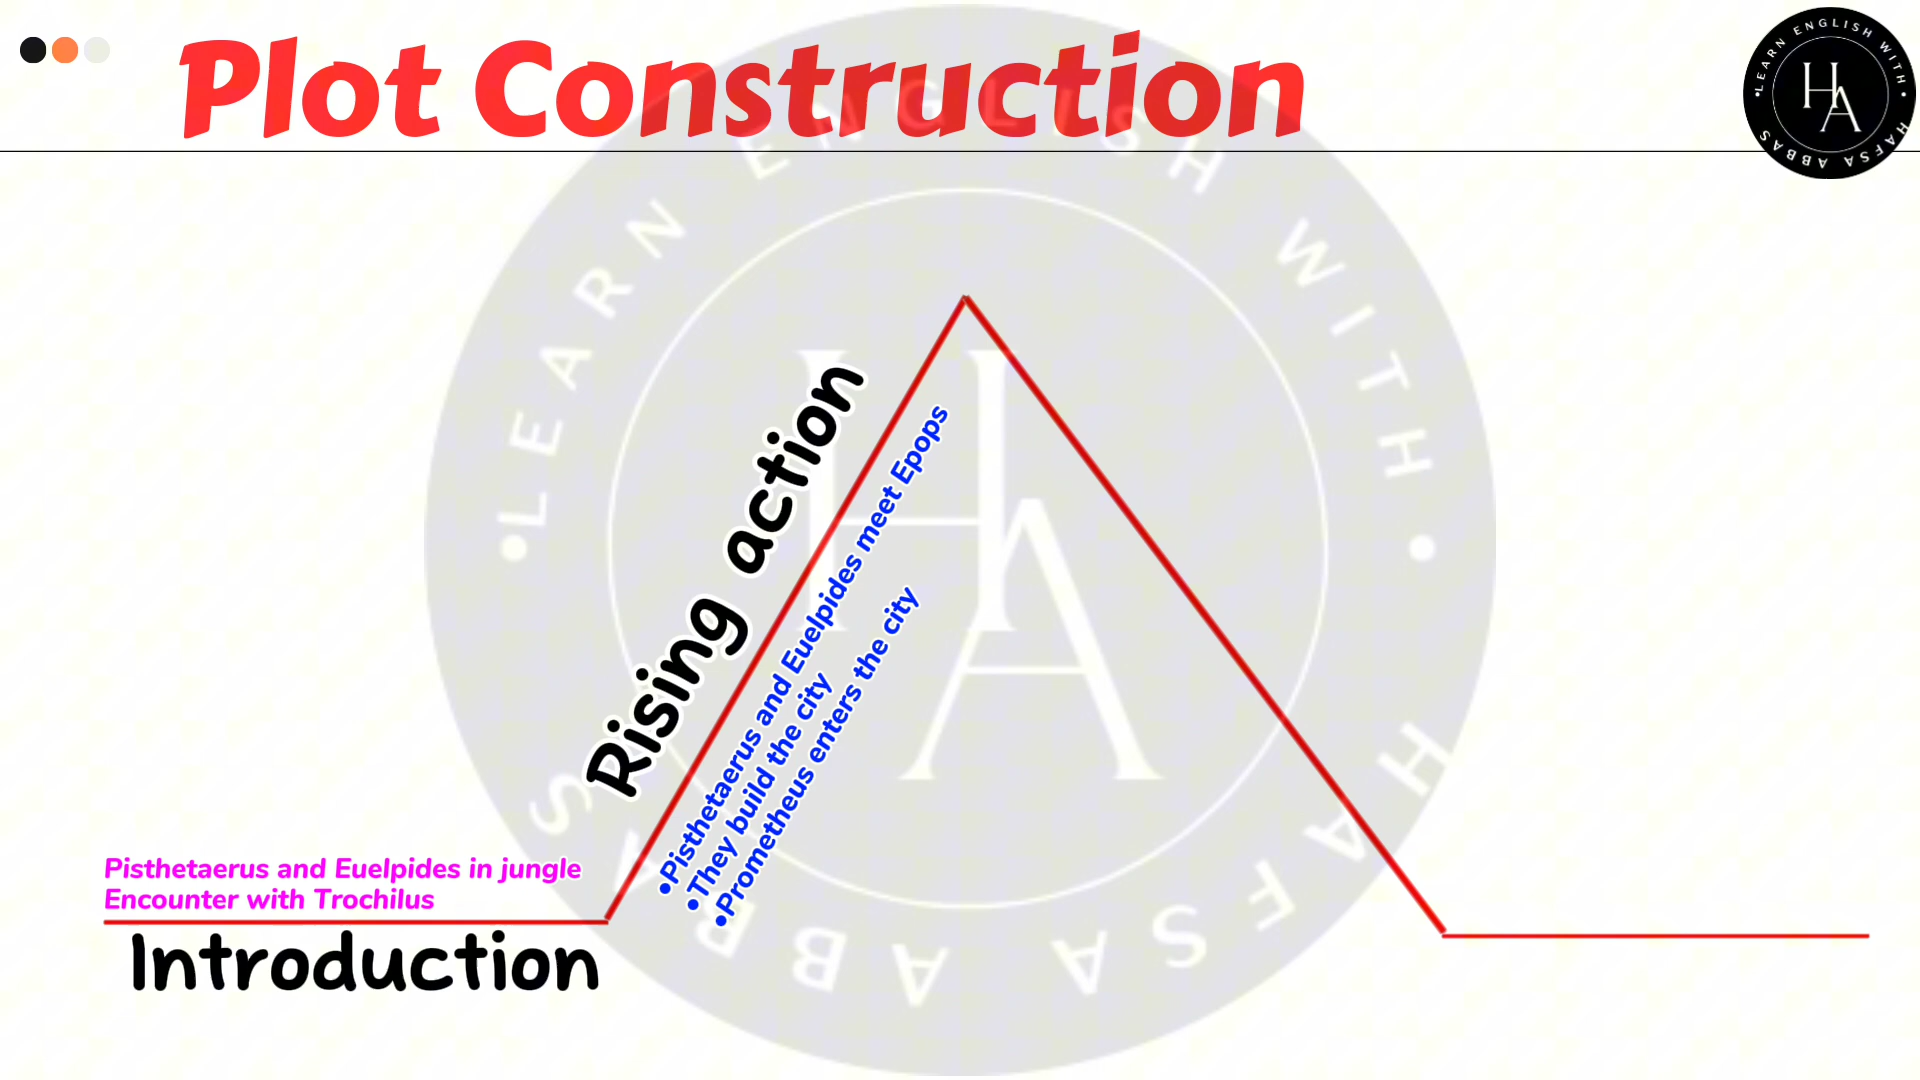 Plot Construction
LEARN ENGLISH WITH
HAFSA ABBAS
HA
LEARN ENGLISH WITH
HAFSA ABBAS
HA
Rising action
•Pisthetaerus and Euelpides meet Epops
•They build the city
•Prometheus enters the city
Pisthetaerus and Euelpides in jungle
Encounter with Trochilus
Introduction